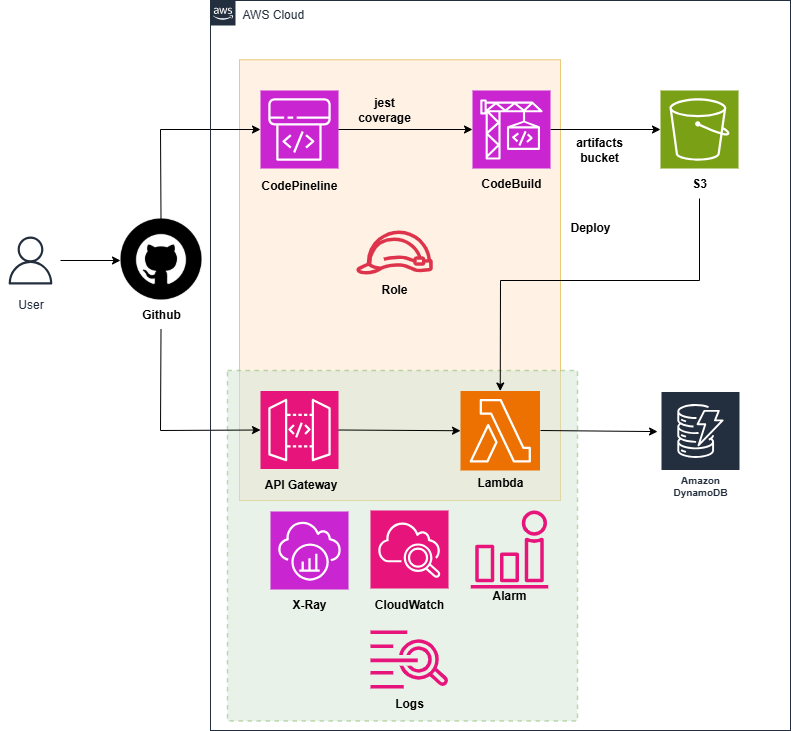 aws
AWS Cloud
jest
coverage
CodePineline
CodeBuild
artifacts
bucket
S3
Deploy
User
Github
Role
API Gateway
Lambda
Amazon
DynamoDB
X-Ray
CloudWatch
Alarm
Logs